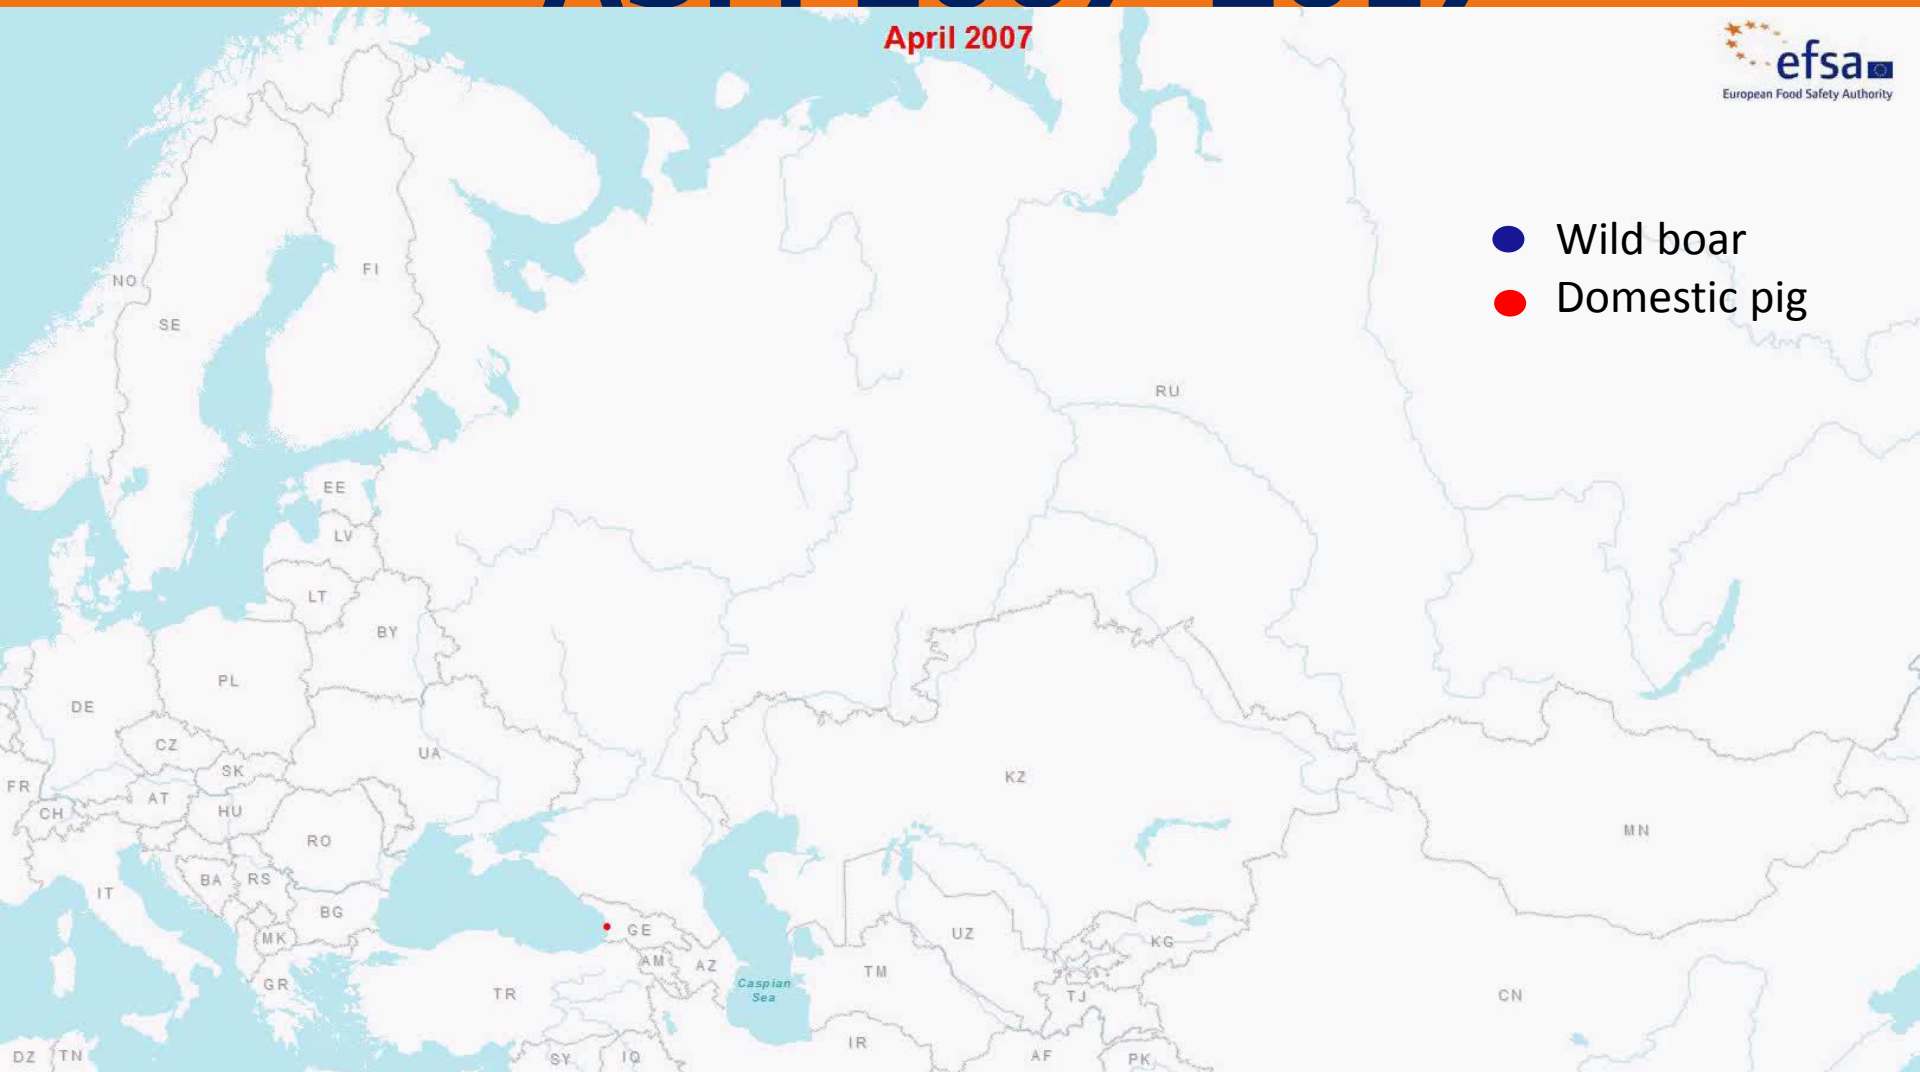 April 2007
efsa
European Food Safety Authority
Wild boar
Domestic pig
NO
FI
SE
RU
EE
LV
LT
BY
PL
DE
CZ
UA
SK
KZ
FR
AT
CH
HU
MN
RO
BA
RS
IT
BG
GE
UZ
MK
KG
AM
AZ
TM
GR
Caspian
Sea
TR
TJ
CN
IR
DZ
TN
SY
IQ
AF
PK